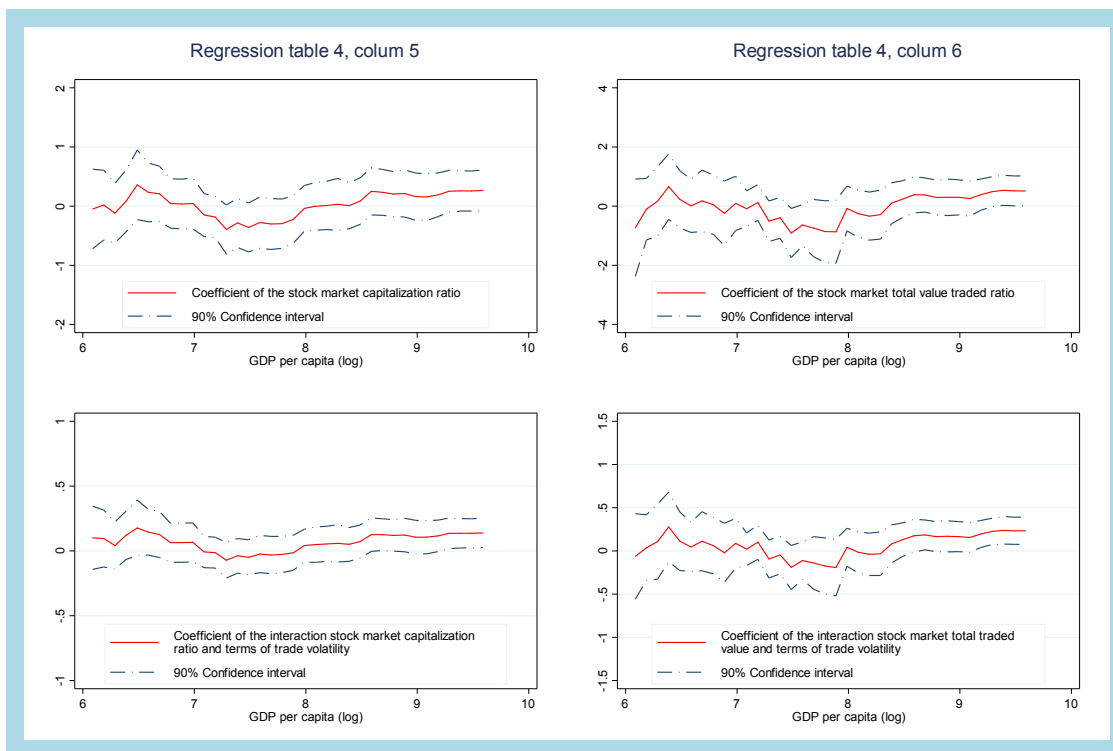 Regression table 4, colum 5
2
1
0
-1
-2
Coefficient of the stock market capitalization ratio
90% Confidence interval
6 7 8 9 10
GDP per capita (log)
Regression table 4, colum 6
4
2
0
-2
-4
Coefficient of the stock market total value traded ratio
90% Confidence interval
6 7 8 9 10
GDP per capita (log)
1
.5
0
-.5
-1
Coefficient of the interaction stock market capitalization
ratio and terms of trade volatility
90% Confidence interval
6 7 8 9 10
GDP per capita (log)
1.5
1
.5
0
-.5
-1
-1.5
Coefficient of the interaction stock market total traded
value and terms of trade volatility
90% Confidence interval
6 7 8 9 10
GDP per capita (log)